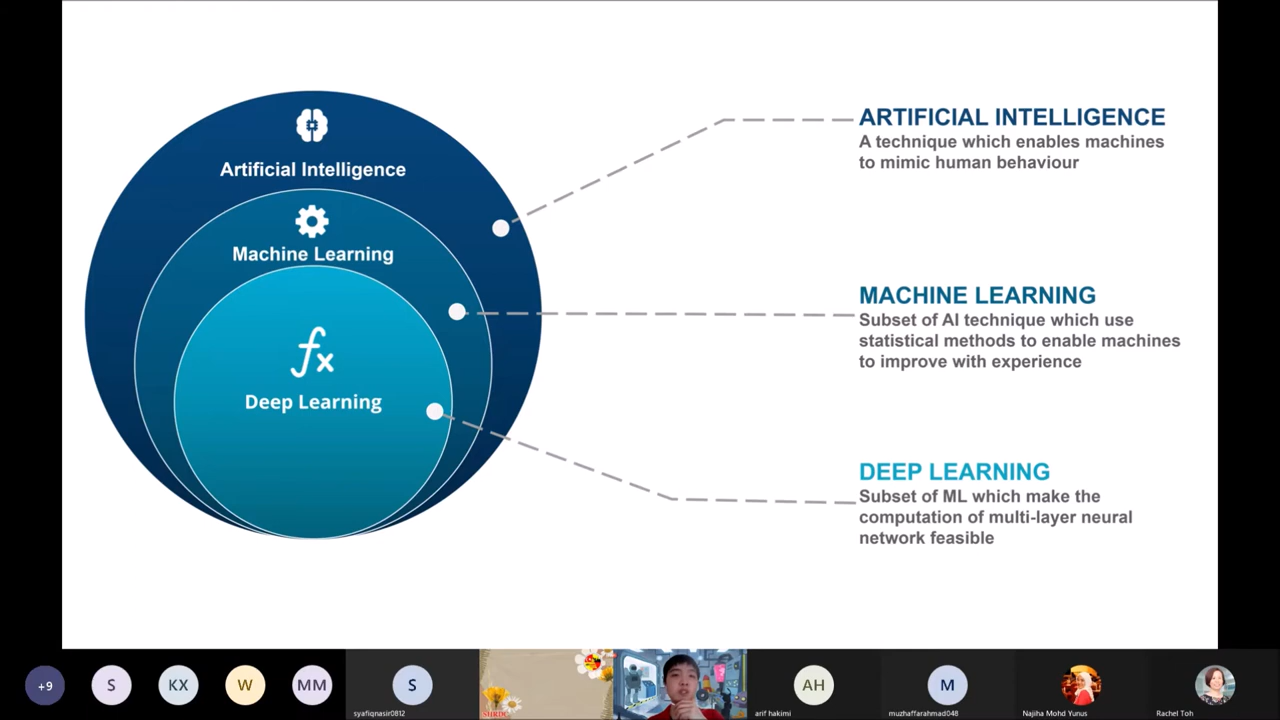 Artificial Intelligence
Machine Learning
fx
Deep Learning
ARTIFICIAL INTELLIGENCE
A technique which enables machines
to mimic human behaviour
MACHINE LEARNING
Subset of AI technique which use
statistical methods to enable machines
to improve with experience
DEEP LEARNING
Subset of ML which make the
computation of multi-layer neural
network feasible
+9
S
KX
W
MM
S
syafiqnasir0812
SHRDC
AH
arif hakimi
M
muzhaffarahmad048
Najiha Mohd Yunus
Rachel Toh